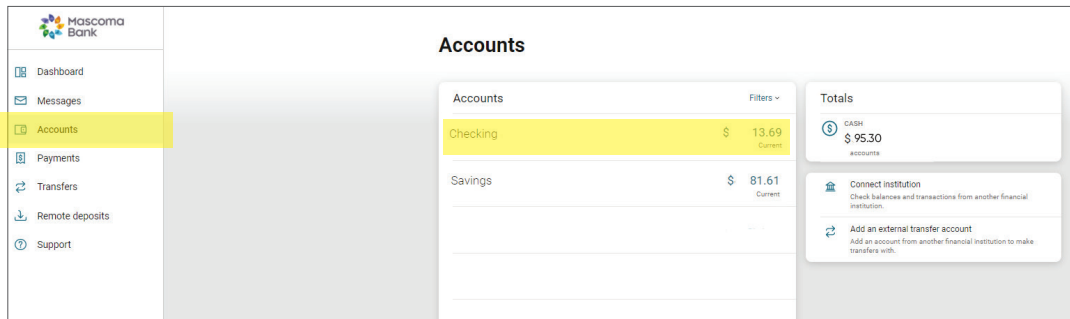 Mascoma
Bank
Dashboard
Messages
Accounts
Payments
Transfers
Remote deposits
Support
Accounts
Accounts Filters
Checking $ 13.69
Current
Savings $ 81.61
Current
Totals
CASH
$ 95.30
accounts
Connect institution
Check balances and transactions from another financial
institution.
Add an external transfer account
Add an account from another financial institution to make
transfers with.